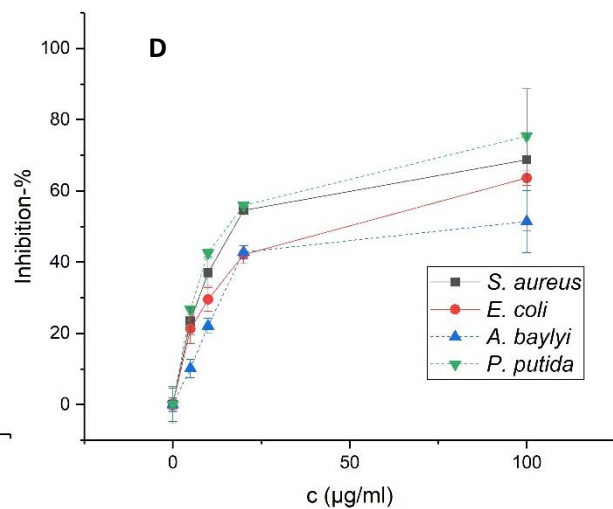 D
100
80
60
40
20
0
Inhibition-%
S. aureus
E. coli
A. baylyi
P. putida
0
50
100
c (µg/ml)